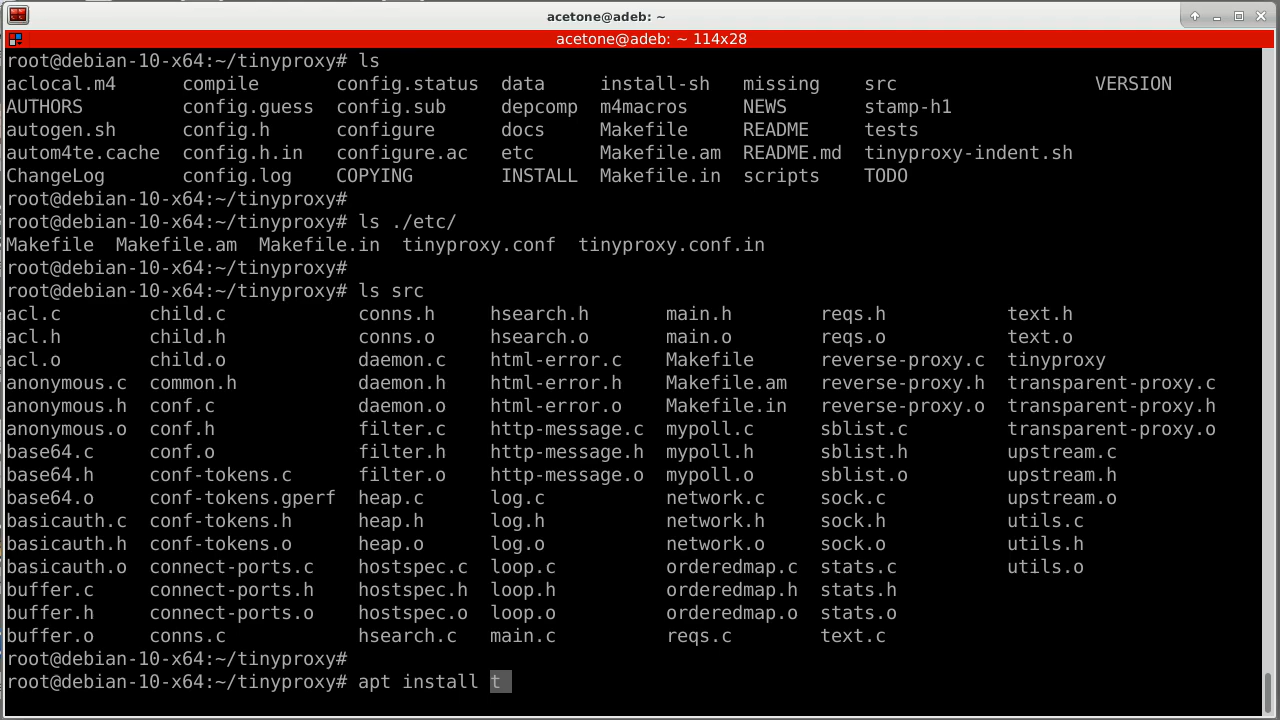 acetone@adeb: ~
acetone@adeb: ~ 114x28
root@debian-10-x64:~/tinyproxy# ls
aclocal.m4      compile       config.status  data     install-sh   missing    src                  VERSION
AUTHORS         config.guess  config.sub     depcomp  m4macros     NEWS       stamp-h1
autogen.sh      config.h      configure      docs     Makefile     README     tests
autom4te.cache  config.h.in   configure.ac   etc      Makefile.am  README.md  tinyproxy-indent.sh
ChangeLog       config.log    COPYING        INSTALL  Makefile.in  scripts    TODO
root@debian-10-x64:~/tinyproxy#
root@debian-10-x64:~/tinyproxy# ls ./etc/
Makefile  Makefile.am  Makefile.in  tinyproxy.conf  tinyproxy.conf.in
root@debian-10-x64:~/tinyproxy#
root@debian-10-x64:~/tinyproxy# ls src
acl.c        child.c            conns.h     hsearch.h       main.h        reqs.h           text.h
acl.h        child.h            conns.o     hsearch.o       main.o        reqs.o           text.o
acl.o        child.o            daemon.c    html-error.c    Makefile      reverse-proxy.c  tinyproxy
anonymous.c  common.h           daemon.h    html-error.h    Makefile.am   reverse-proxy.h  transparent-proxy.c
anonymous.h  conf.c             daemon.o    html-error.o    Makefile.in   reverse-proxy.o  transparent-proxy.h
anonymous.o  conf.h             filter.c    http-message.c  mypoll.c      sblist.c         transparent-proxy.o
base64.c     conf.o             filter.h    http-message.h  mypoll.h      sblist.h         upstream.c
base64.h     conf-tokens.c      filter.o    http-message.o  mypoll.o      sblist.o         upstream.h
base64.o     conf-tokens.gperf  heap.c      log.c           network.c     sock.c           upstream.o
basicauth.c  conf-tokens.h      heap.h      log.h           network.h     sock.h           utils.c
basicauth.h  conf-tokens.o      heap.o      log.o           network.o     sock.o           utils.h
basicauth.o  connect-ports.c    hostspec.c  loop.c          orderedmap.c  stats.c          utils.o
buffer.c     connect-ports.h    hostspec.h  loop.h          orderedmap.h  stats.h
buffer.h     connect-ports.o    hostspec.o  loop.o          orderedmap.o  stats.o
buffer.o     conns.c            hsearch.c   main.c          reqs.c        text.c
root@debian-10-x64:~/tinyproxy#
root@debian-10-x64:~/tinyproxy# apt install t